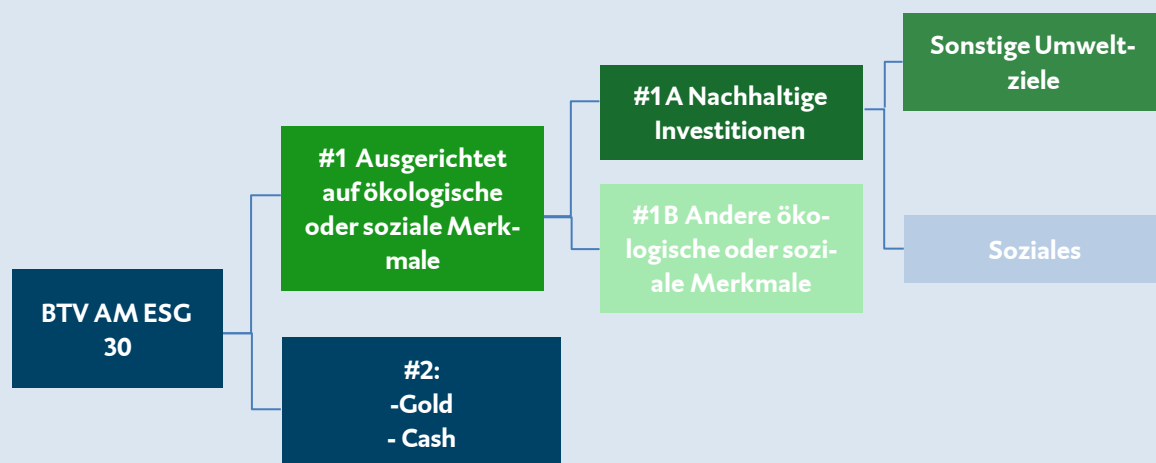 BTV AM ESG
30
#1 Ausgerichtet
auf ökologische
oder soziale Merk-
male
#2:
-Gold
- Cash
#1A Nachhaltige
Investitionen
#1B Andere öko-
logische oder sozi-
ale Merkmale
Sonstige Umwelt-
ziele
Soziales